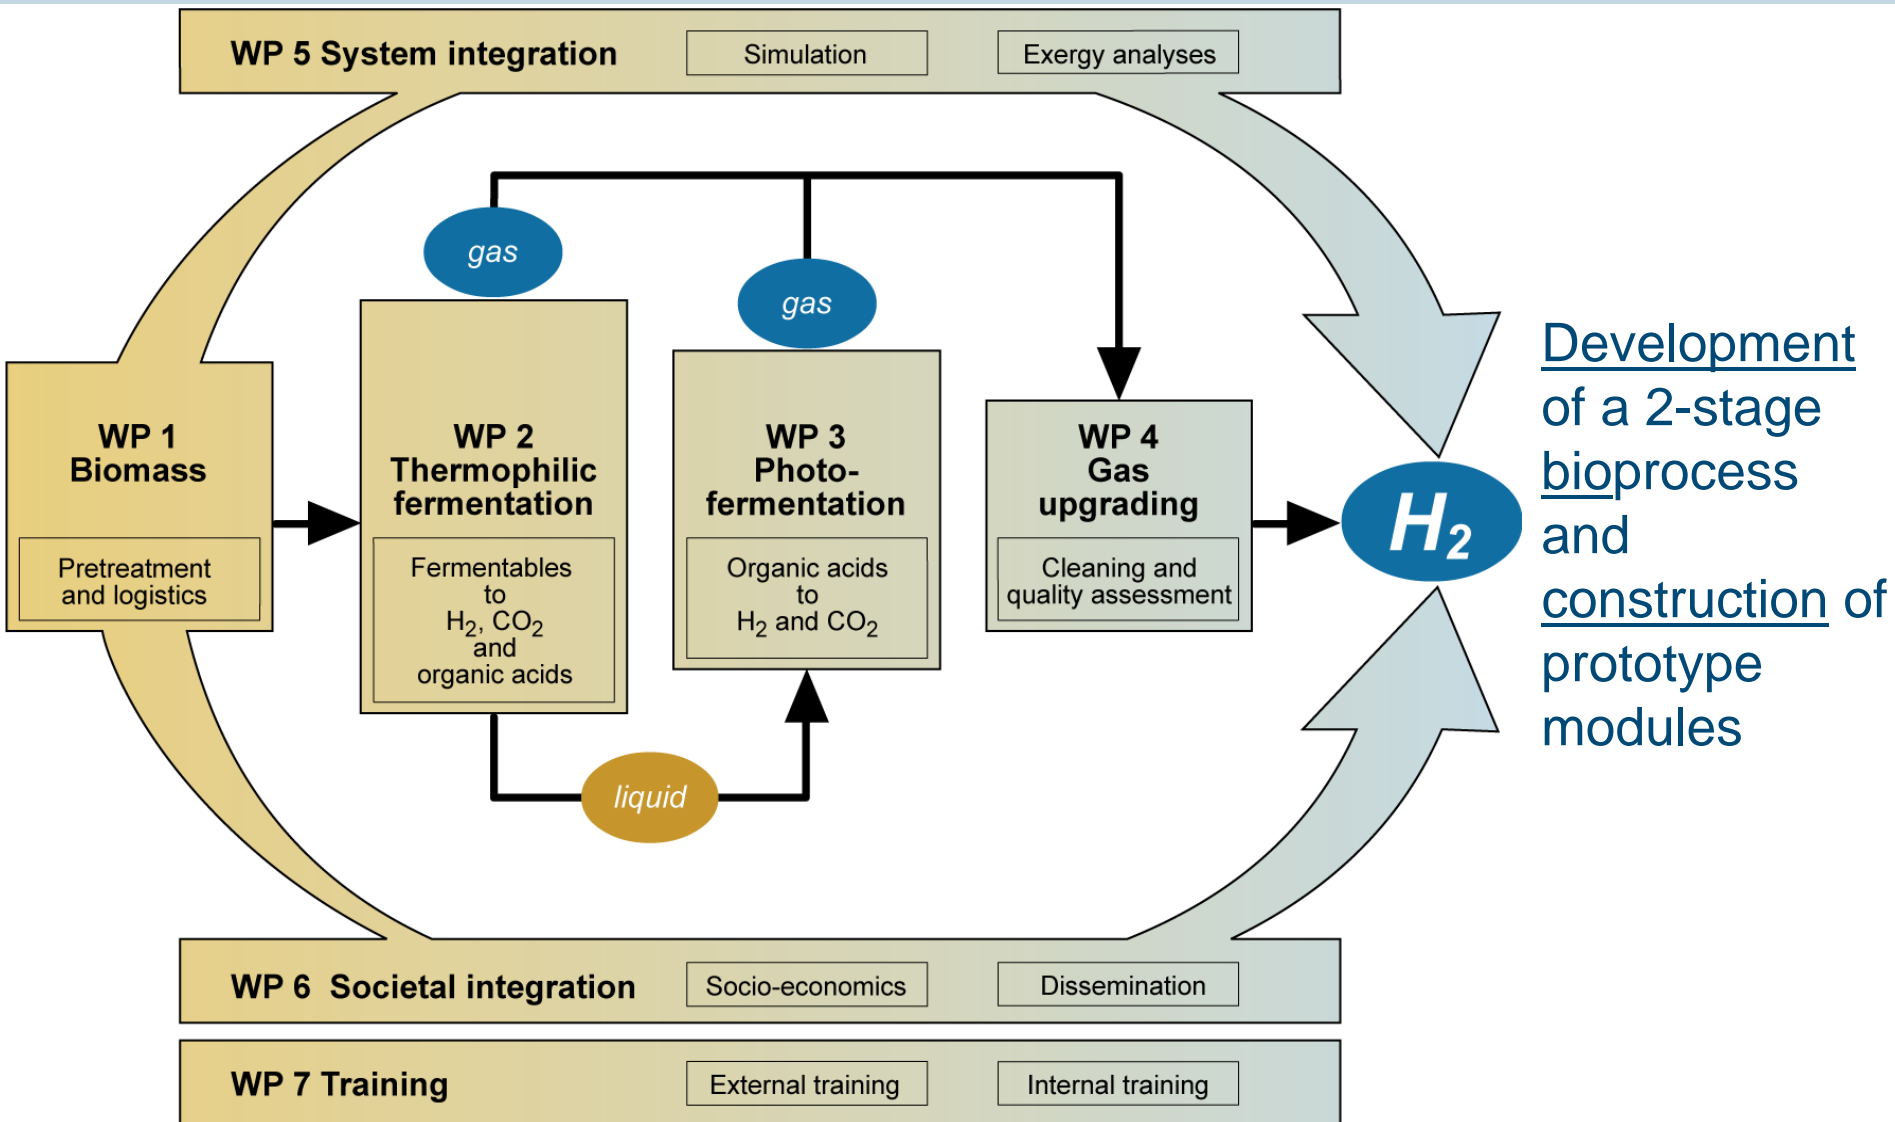 WP 5 System integration
Simulation
Exergy analyses
gas
gas
WP 1
Biomass
Pretreatment
and logistics
WP 2
Thermophilic
fermentation
Fermentables
to
H2, CO2
and
organic acids
WP 3
Photo-
fermentation
Organic acids
to
H2 and CO2
WP 4
Gas
upgrading
Cleaning and
quality assessment
H2
liquid
Development
of a 2-stage
bioprocess
and
construction of
prototype
modules
WP 6 Societal integration
Socio-economics
Dissemination
WP 7 Training
External training
Internal training